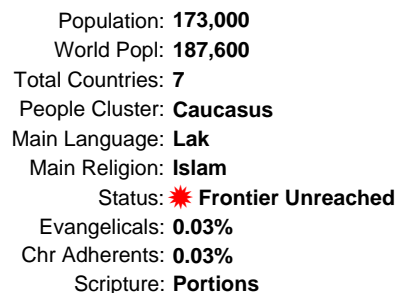 Population: 173,000
World Popl: 187,600
Total Countries: 7
People Cluster: Caucasus
Main Language: Lak
Main Religion: Islam
Status: Frontier Unreached
Evangelicals: 0.03%
Chr Adherents: 0.03%
Scripture: Portions